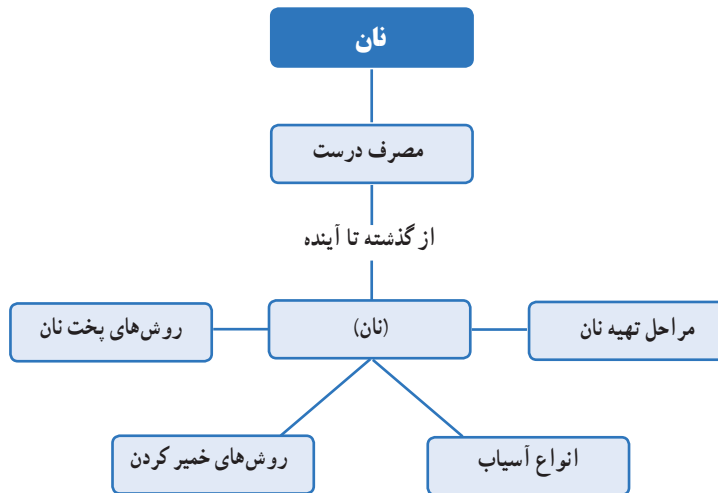 نان
مصرف درست
از گذشته تا آینده
مراحل تهیه نان
(نان)
روش‌های پخت نان
انواع آسیاب
روش‌های خمیر کردن